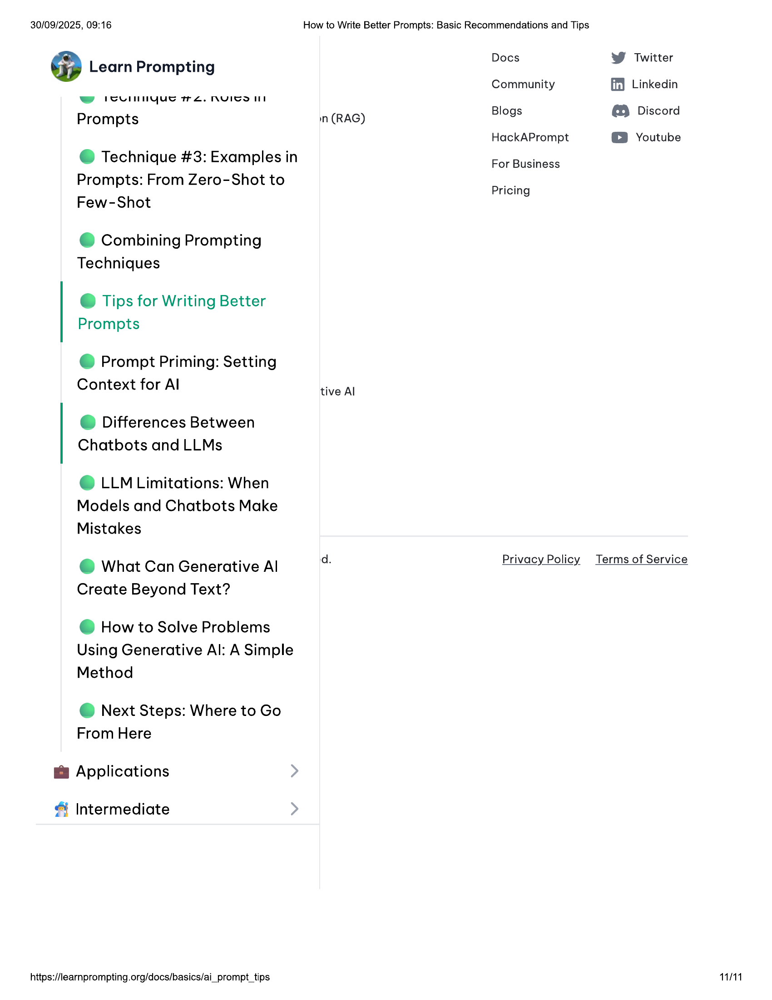 30/09/2025, 09:16
How to Write Better Prompts: Basic Recommendations and Tips
Learn Prompting
Technique #2: Roles in
Prompts
Technique #3: Examples in
Prompts: From Zero-Shot to
Few-Shot
Combining Prompting
Techniques
Tips for Writing Better
Prompts
Prompt Priming: Setting
Context for AI
Differences Between
Chatbots and LLMs
LLM Limitations: When
Models and Chatbots Make
Mistakes
What Can Generative AI
Create Beyond Text?
How to Solve Problems
Using Generative AI: A Simple
Method
Next Steps: Where to Go
From Here
Applications
Intermediate
n (RAG)
tive AI
d.
Docs
Community
Blogs
HackAPrompt
For Business
Pricing
Twitter
Linkedin
Discord
Youtube
Privacy Policy
Terms of Service
https://learnprompting.org/docs/basics/ai_prompt_tips
11/11